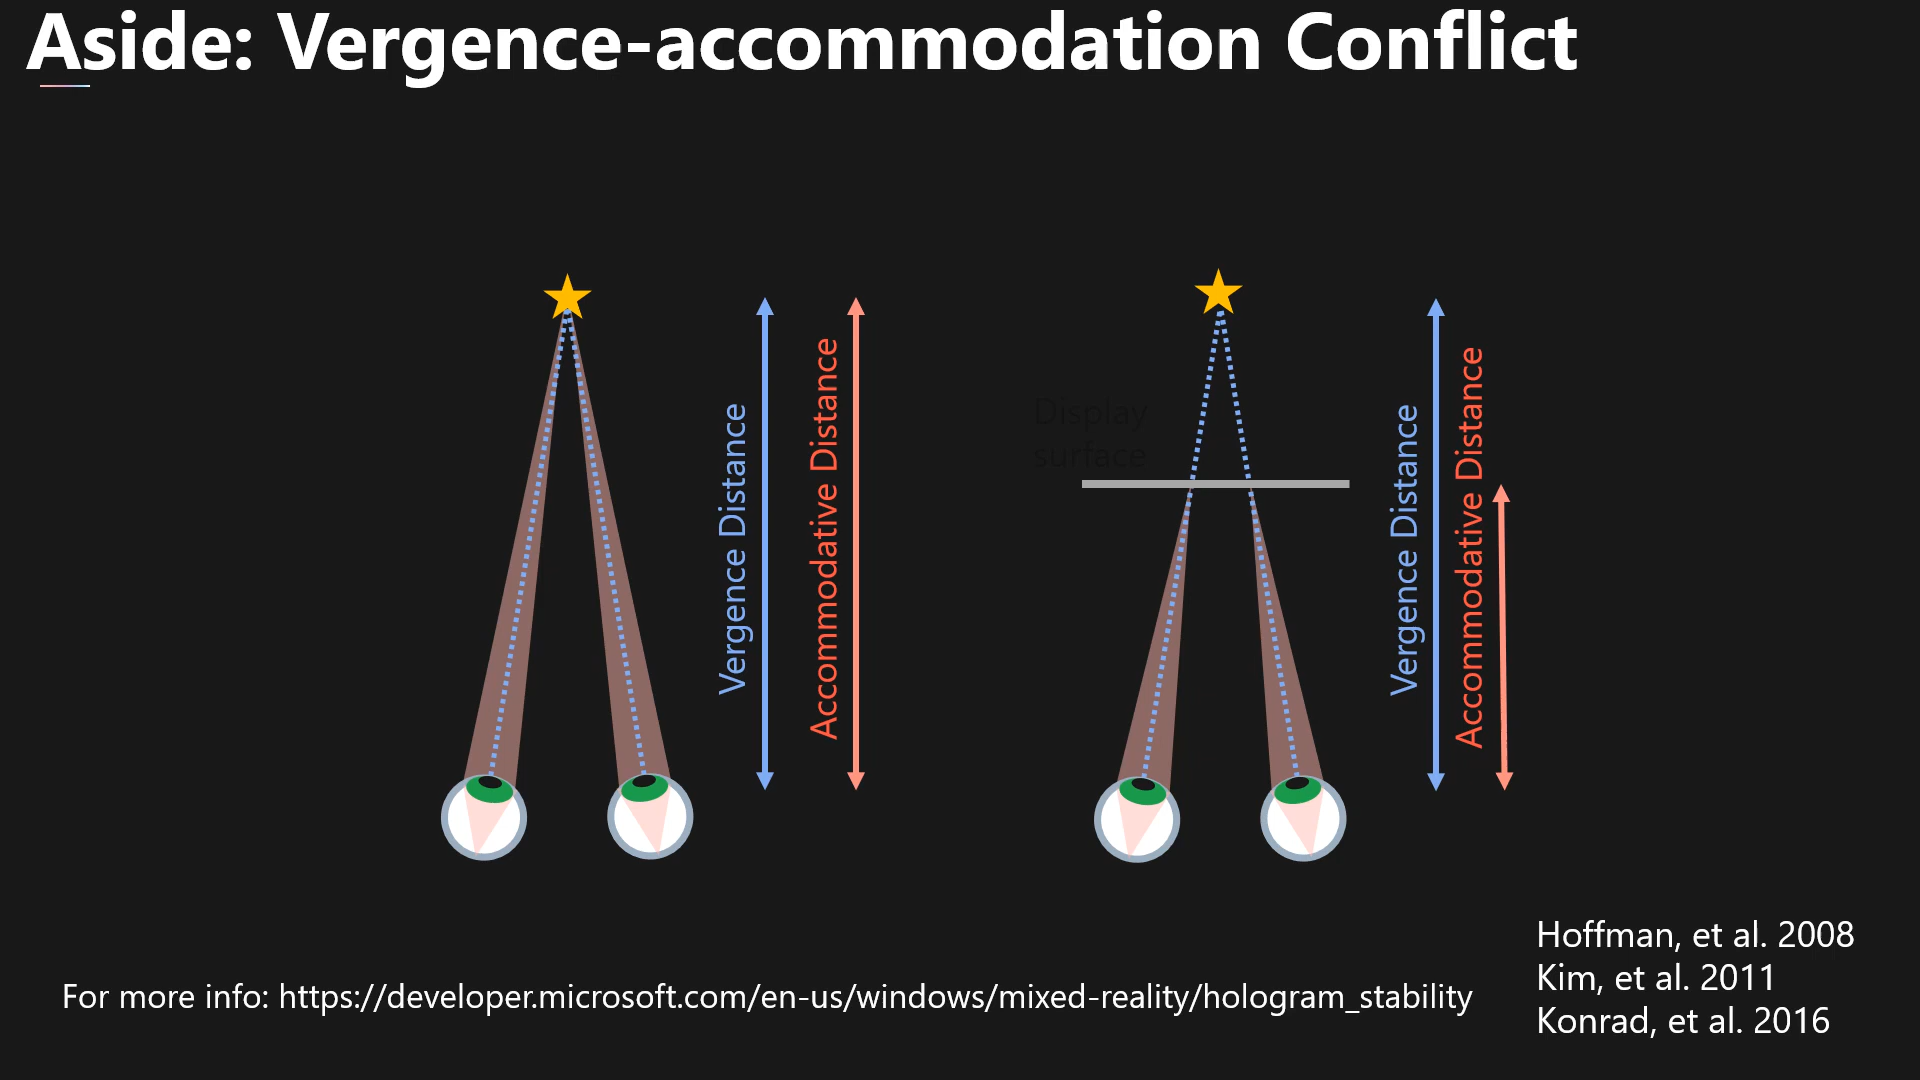 Aside: Vergence-accommodation Conflict
Vergence Distance
Accommodative Distance
Display
surface
Vergence Distance
Accommodative Distance
For more info: https://developer.microsoft.com/en-us/windows/mixed-reality/hologram_stability
Hoffman, et al. 2008
Kim, et al. 2011
Konrad, et al. 2016